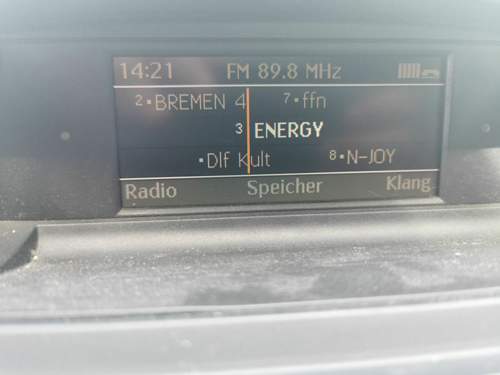 14:21 FM 89.8 MHz
2•BREMEN 4 7•ffn
3 ENERGY
•Dlf Kult 8•N-JOY
Radio Speicher Klang